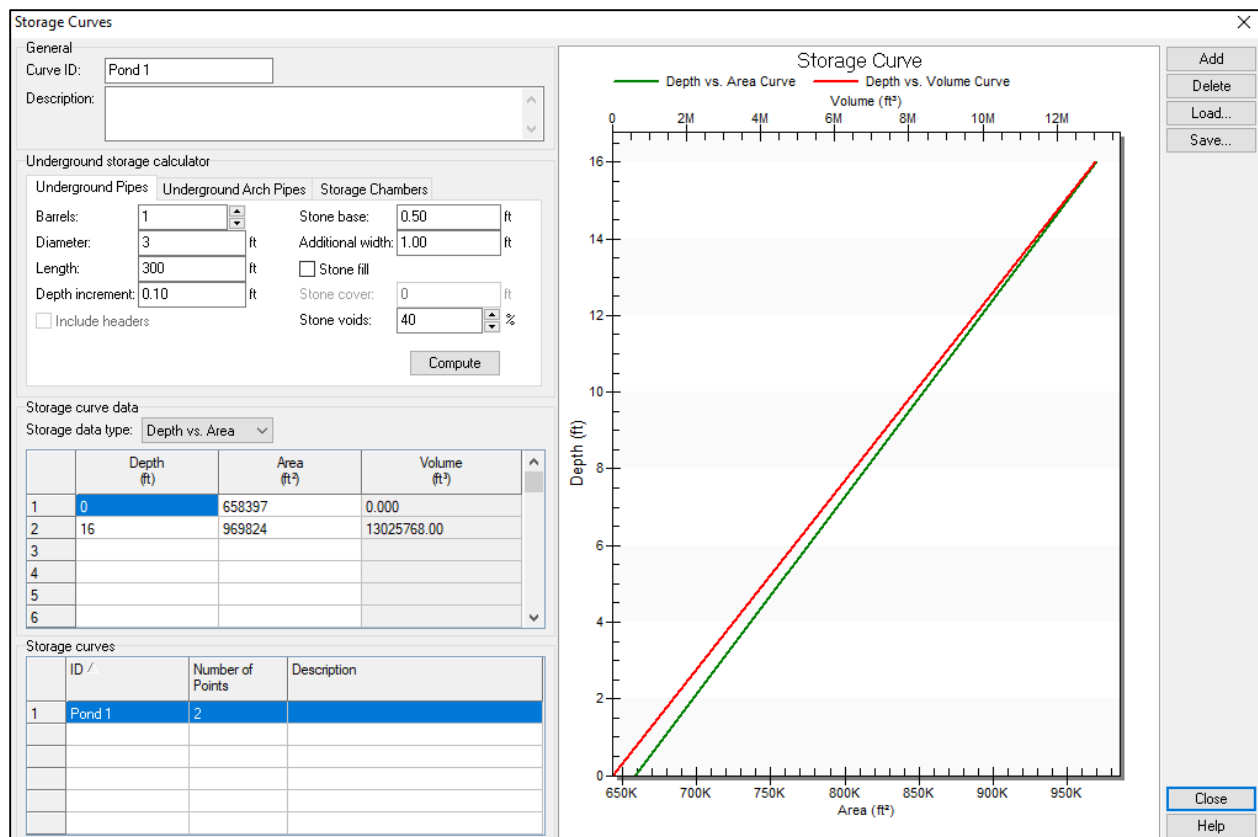 Storage Curves
General
Curve ID: Pond 1
Description:
Underground storage calculator
Underground Pipes Underground Arch Pipes Storage Chambers
Barrels: 1 Stone base: 0.50 ft
Diameter: 3 ft Additional width: 1.00 ft
Length: 300 ft Stone fill
Depth increment: 0.10 ft Stone cover: 0 ft
Include headers Stone voids: 40 %
Compute
Storage curve data
Storage data type: Depth vs. Area
Depth (ft) Area (ft²) Volume (ft³)
1 0 658397 0.000
2 16 969824 13025768.00
3
4
5
6
Storage curves
ID Number of Points Description
1 Pond 1 2
Storage Curve
Depth vs. Area Curve Depth vs. Volume Curve
Volume (ft³)
0 2M 4M 6M 8M 10M 12M
16
14
12
10
8
6
4
2
0
Depth (ft)
650K 700K 750K 800K 850K 900K 950K
Area (ft²)
Add
Delete
Load...
Save...
Close
Help